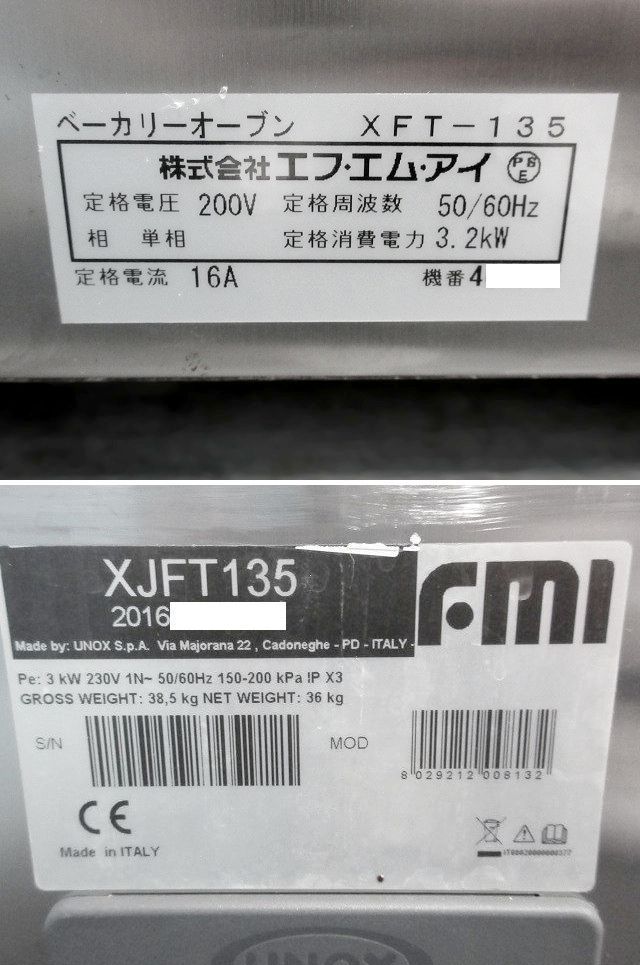 ベーカリーオーブン XFT-135
株式会社エフ・エム・アイ PSE
定格電圧 200V 定格周波数 50/60Hz
相 単相 定格消費電力 3.2kW
定格電流 16A 機番 4
XJFT135
2016
fmi
Made by: UNOX S.p.A. Via Majorana 22 , Cadoneghe - PD - ITALY -
Pe: 3 kW 230V 1N~ 50/60Hz 150-200 kPa IP X3
GROSS WEIGHT: 38,5 kg NET WEIGHT: 36 kg
S/N MOD
8 029212 008132
CE
Made in ITALY
UNOX